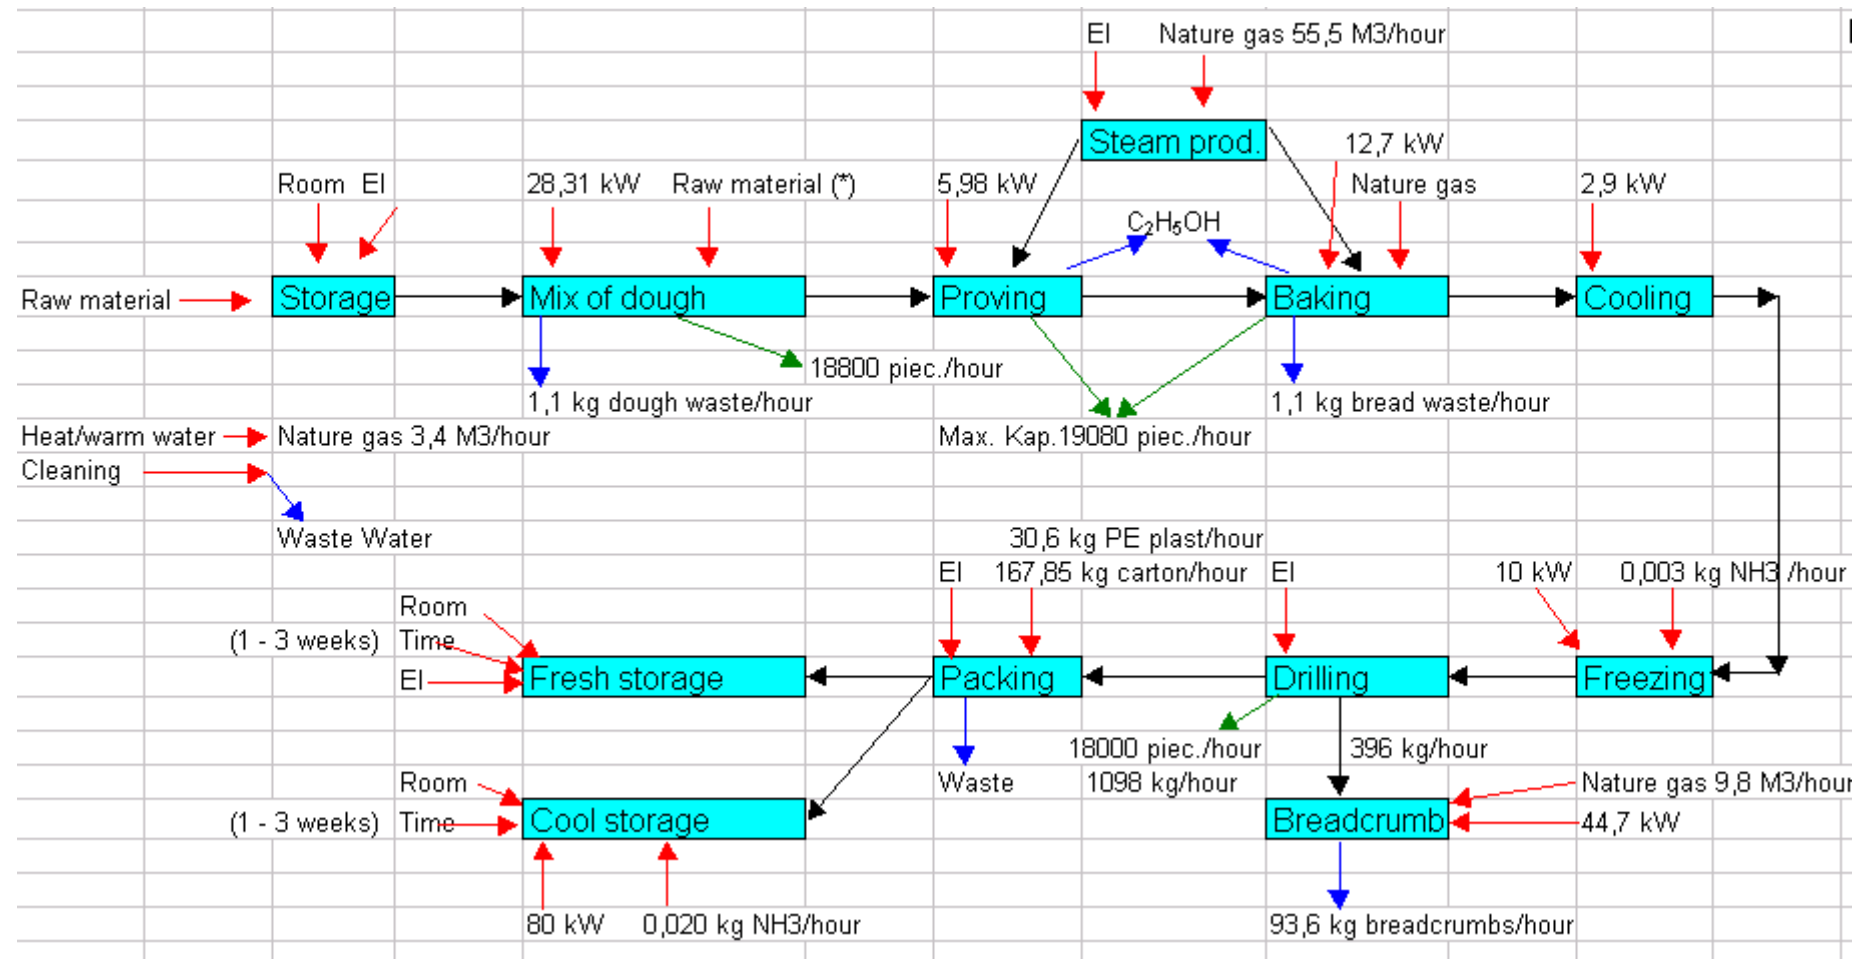 El Nature gas 55,5 M3/hour
Steam prod.
12,7 kW
Room El 28,31 kW Raw material (*) 5,98 kW Nature gas 2,9 kW
C2H5OH
Raw material Storage Mix of dough Proving Baking Cooling
18800 piec./hour
1,1 kg dough waste/hour 1,1 kg bread waste/hour
Heat/warm water Nature gas 3,4 M3/hour Max. Kap.19080 piec./hour
Cleaning
Waste Water 30,6 kg PE plast/hour
El 167,85 kg carton/hour El 10 kW 0,003 kg NH3 /hour
Room
(1 - 3 weeks) Time
El Fresh storage Packing Drilling Freezing
18000 piec./hour 396 kg/hour
Room Waste 1098 kg/hour Nature gas 9,8 M3/hour
(1 - 3 weeks) Time Cool storage Breadcrumb 44,7 kW
80 kW 0,020 kg NH3/hour 93,6 kg breadcrumbs/hour